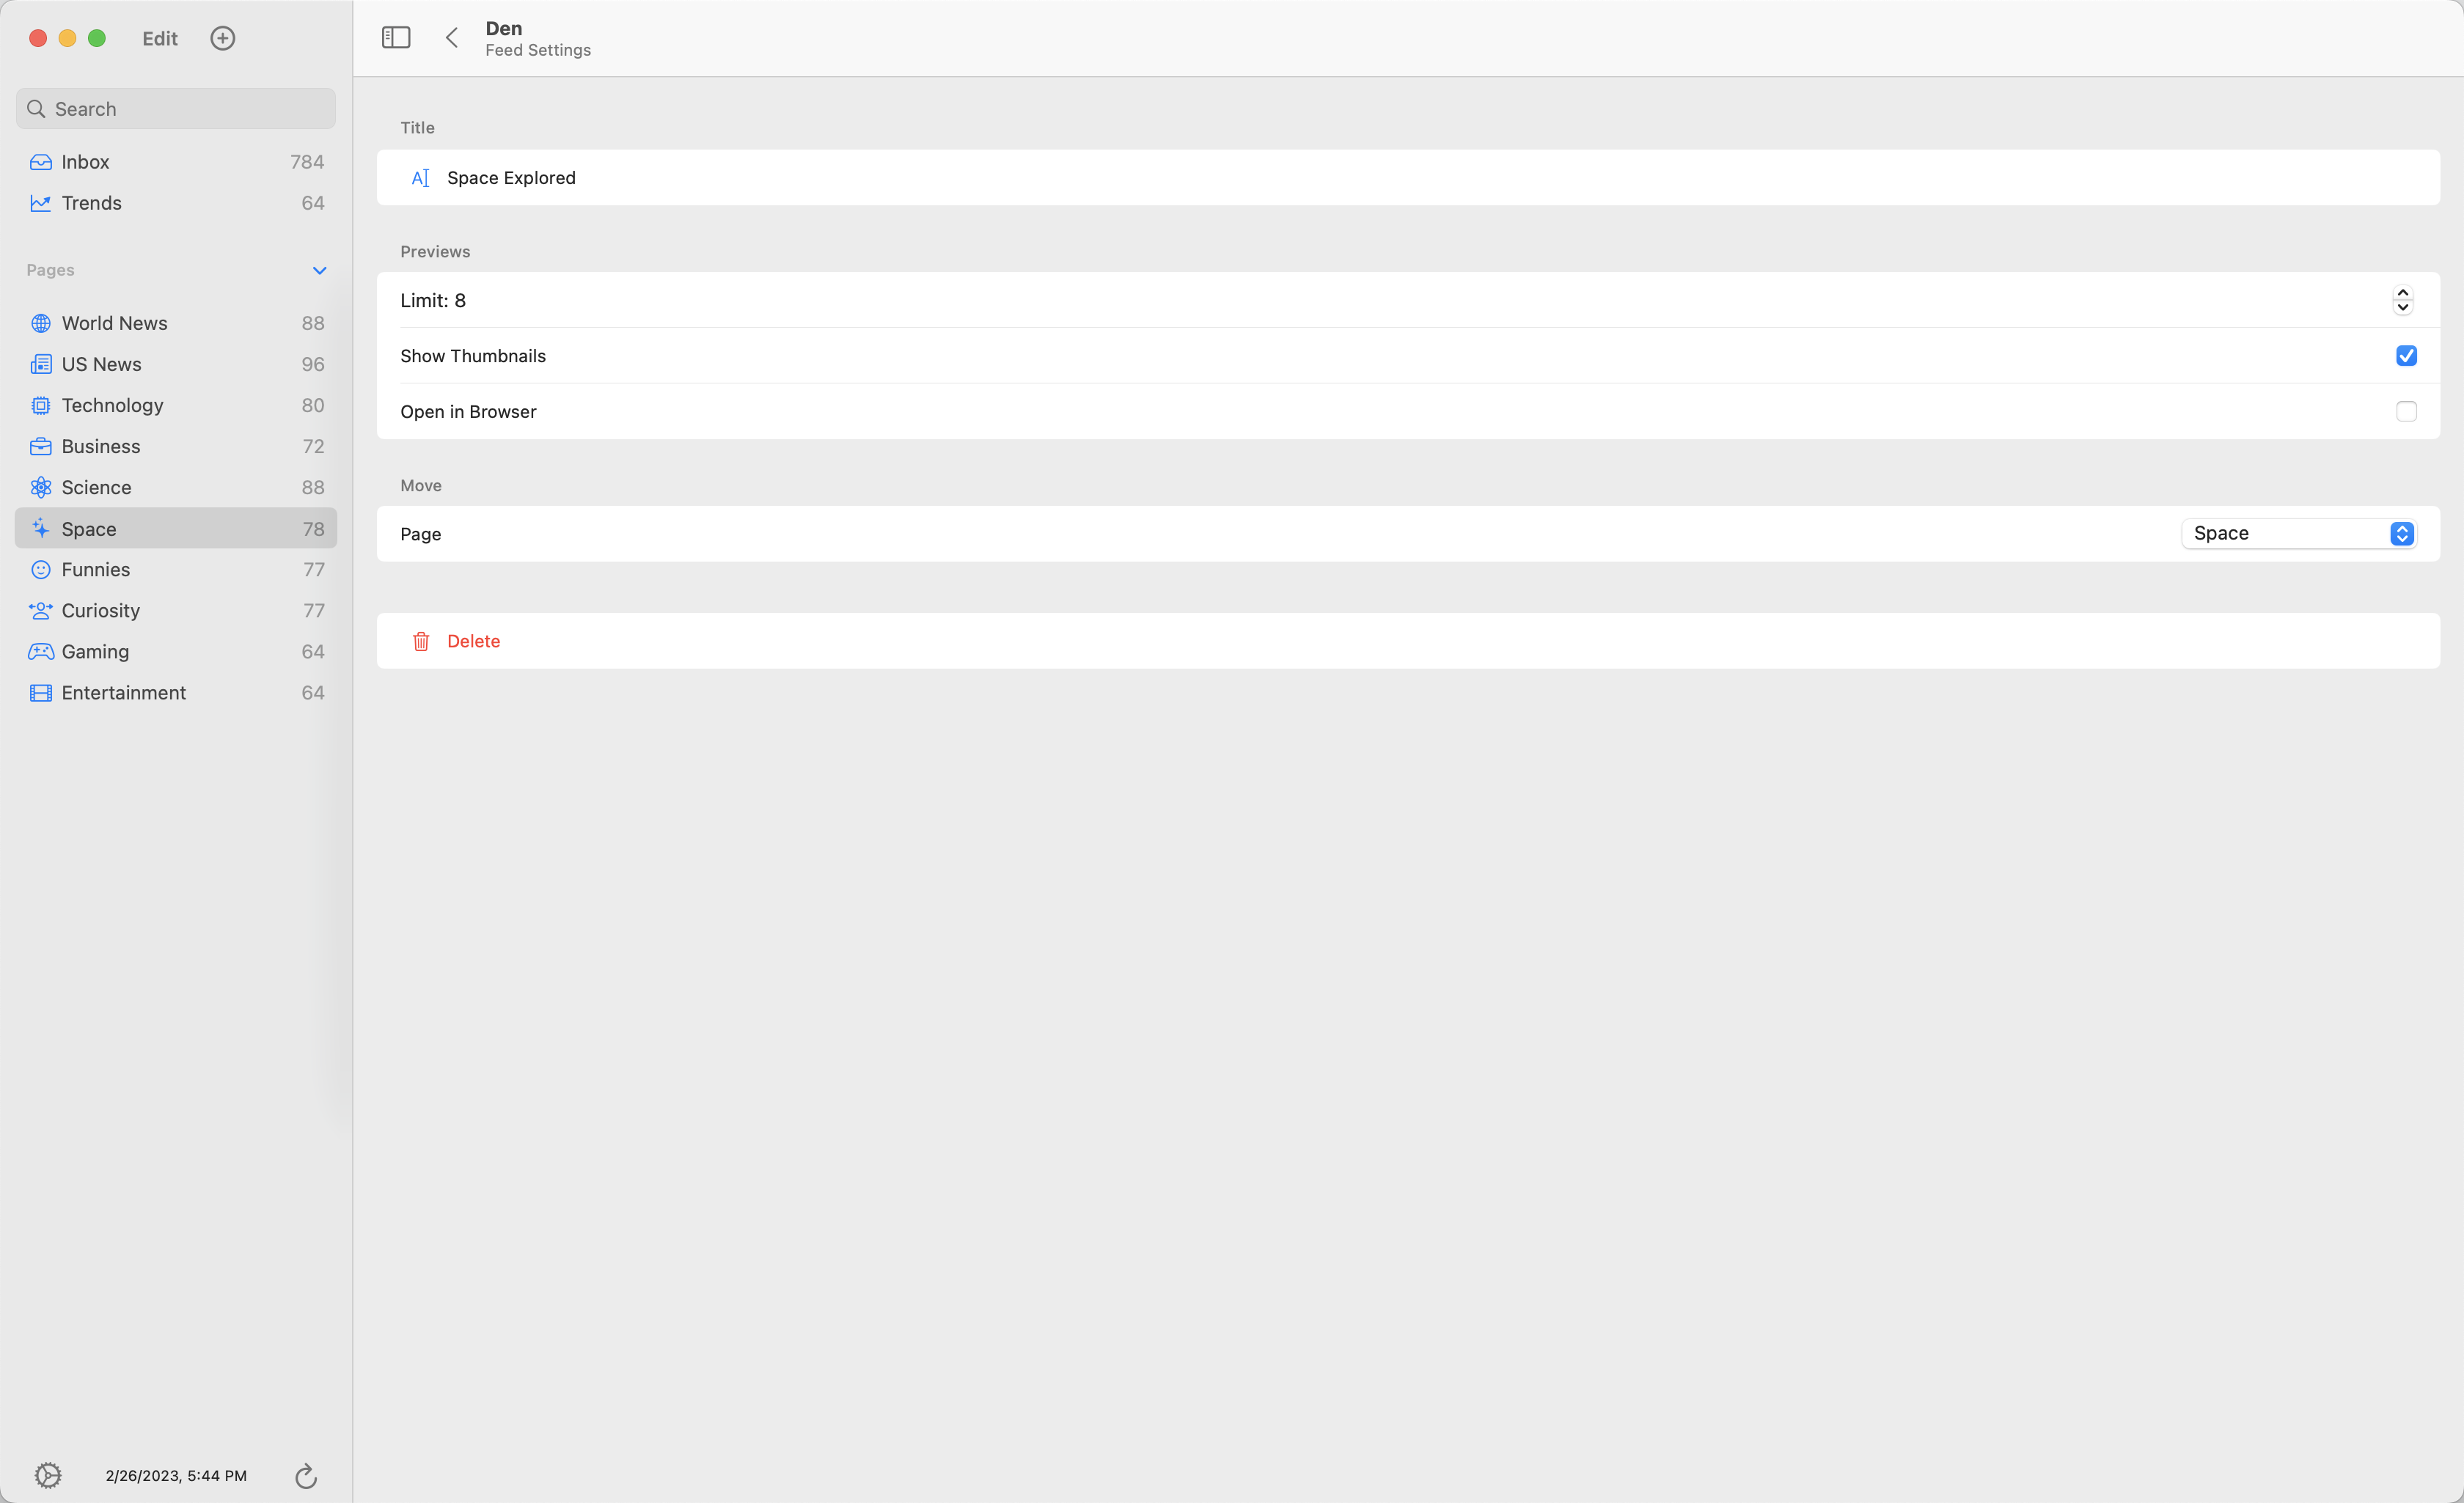 Edit
Search
Inbox 784
Trends 64
Pages
World News 88
US News 96
Technology 80
Business 72
Science 88
Space 78
Funnies 77
Curiosity 77
Gaming 64
Entertainment 64
2/26/2023, 5:44 PM
Den
Feed Settings
Title
Space Explored
Previews
Limit: 8
Show Thumbnails
Open in Browser
Move
Page Space
Delete